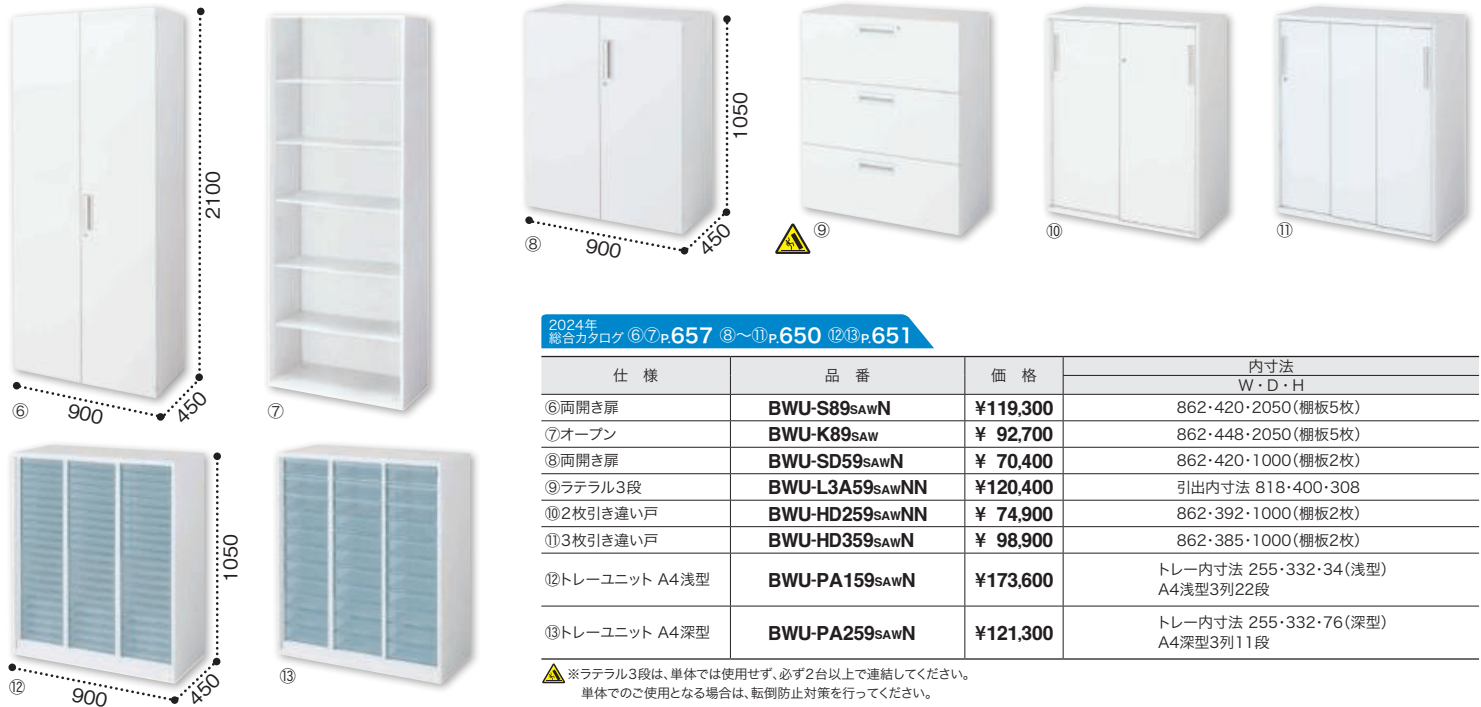 2100
900
450
⑥
⑦
1050
900
450
⑧
⑨
⑩
⑪
2024年
総合カタログ ⑥⑦P.657 ⑧〜⑪P.650 ⑫⑬P.651
仕 様 品 番 価 格 内寸法
W・D・H
⑥両開き扉 BWU-S89SAWN ¥119,300 862・420・2050(棚板5枚)
⑦オープン BWU-K89SAW ¥ 92,700 862・448・2050(棚板5枚)
⑧両開き扉 BWU-SD59SAWN ¥ 70,400 862・420・1000(棚板2枚)
⑨ラテラル3段 BWU-L3A59SAWNN ¥120,400 引出内寸法 818・400・308
⑩2枚引き違い戸 BWU-HD259SAWNN ¥ 74,900 862・392・1000(棚板2枚)
⑪3枚引き違い戸 BWU-HD359SAWN ¥ 98,900 862・385・1000(棚板2枚)
⑫トレーユニット A4浅型 BWU-PA159SAWN ¥173,600 トレー内寸法 255・332・34(浅型)
A4浅型3列22段
⑬トレーユニット A4深型 BWU-PA259SAWN ¥121,300 トレー内寸法 255・332・76(深型)
A4深型3列11段
※ラテラル3段は、単体では使用せず、必ず2台以上で連結してください。
単体でのご使用となる場合は、転倒防止対策を行ってください。
1050
900
450
⑫
⑬